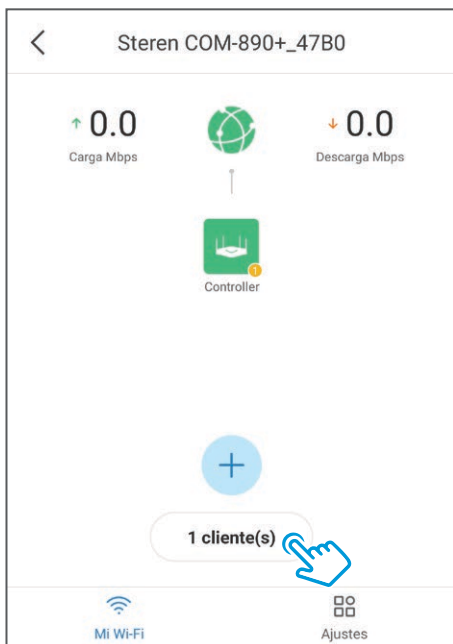 Steren COM-890+_47B0
0.0
Carga Mbps
0.0
Descarga Mbps
1
Controller
1 cliente(s)
Mi Wi-Fi
Ajustes